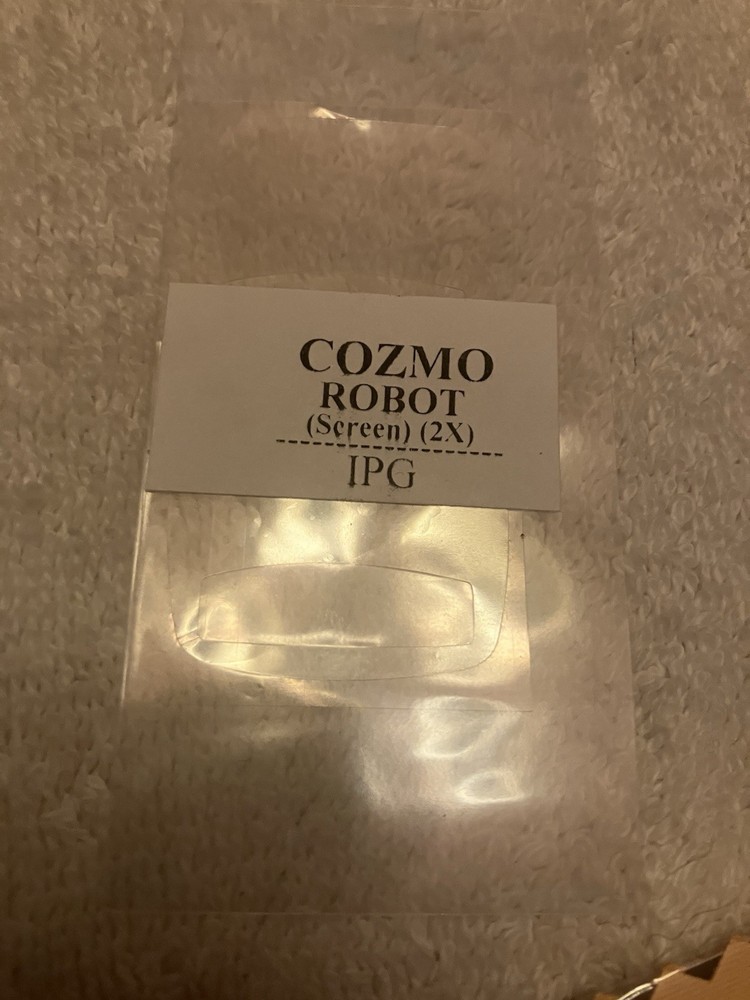 COZMO
ROBOT
(Screen) (2X)
IPG